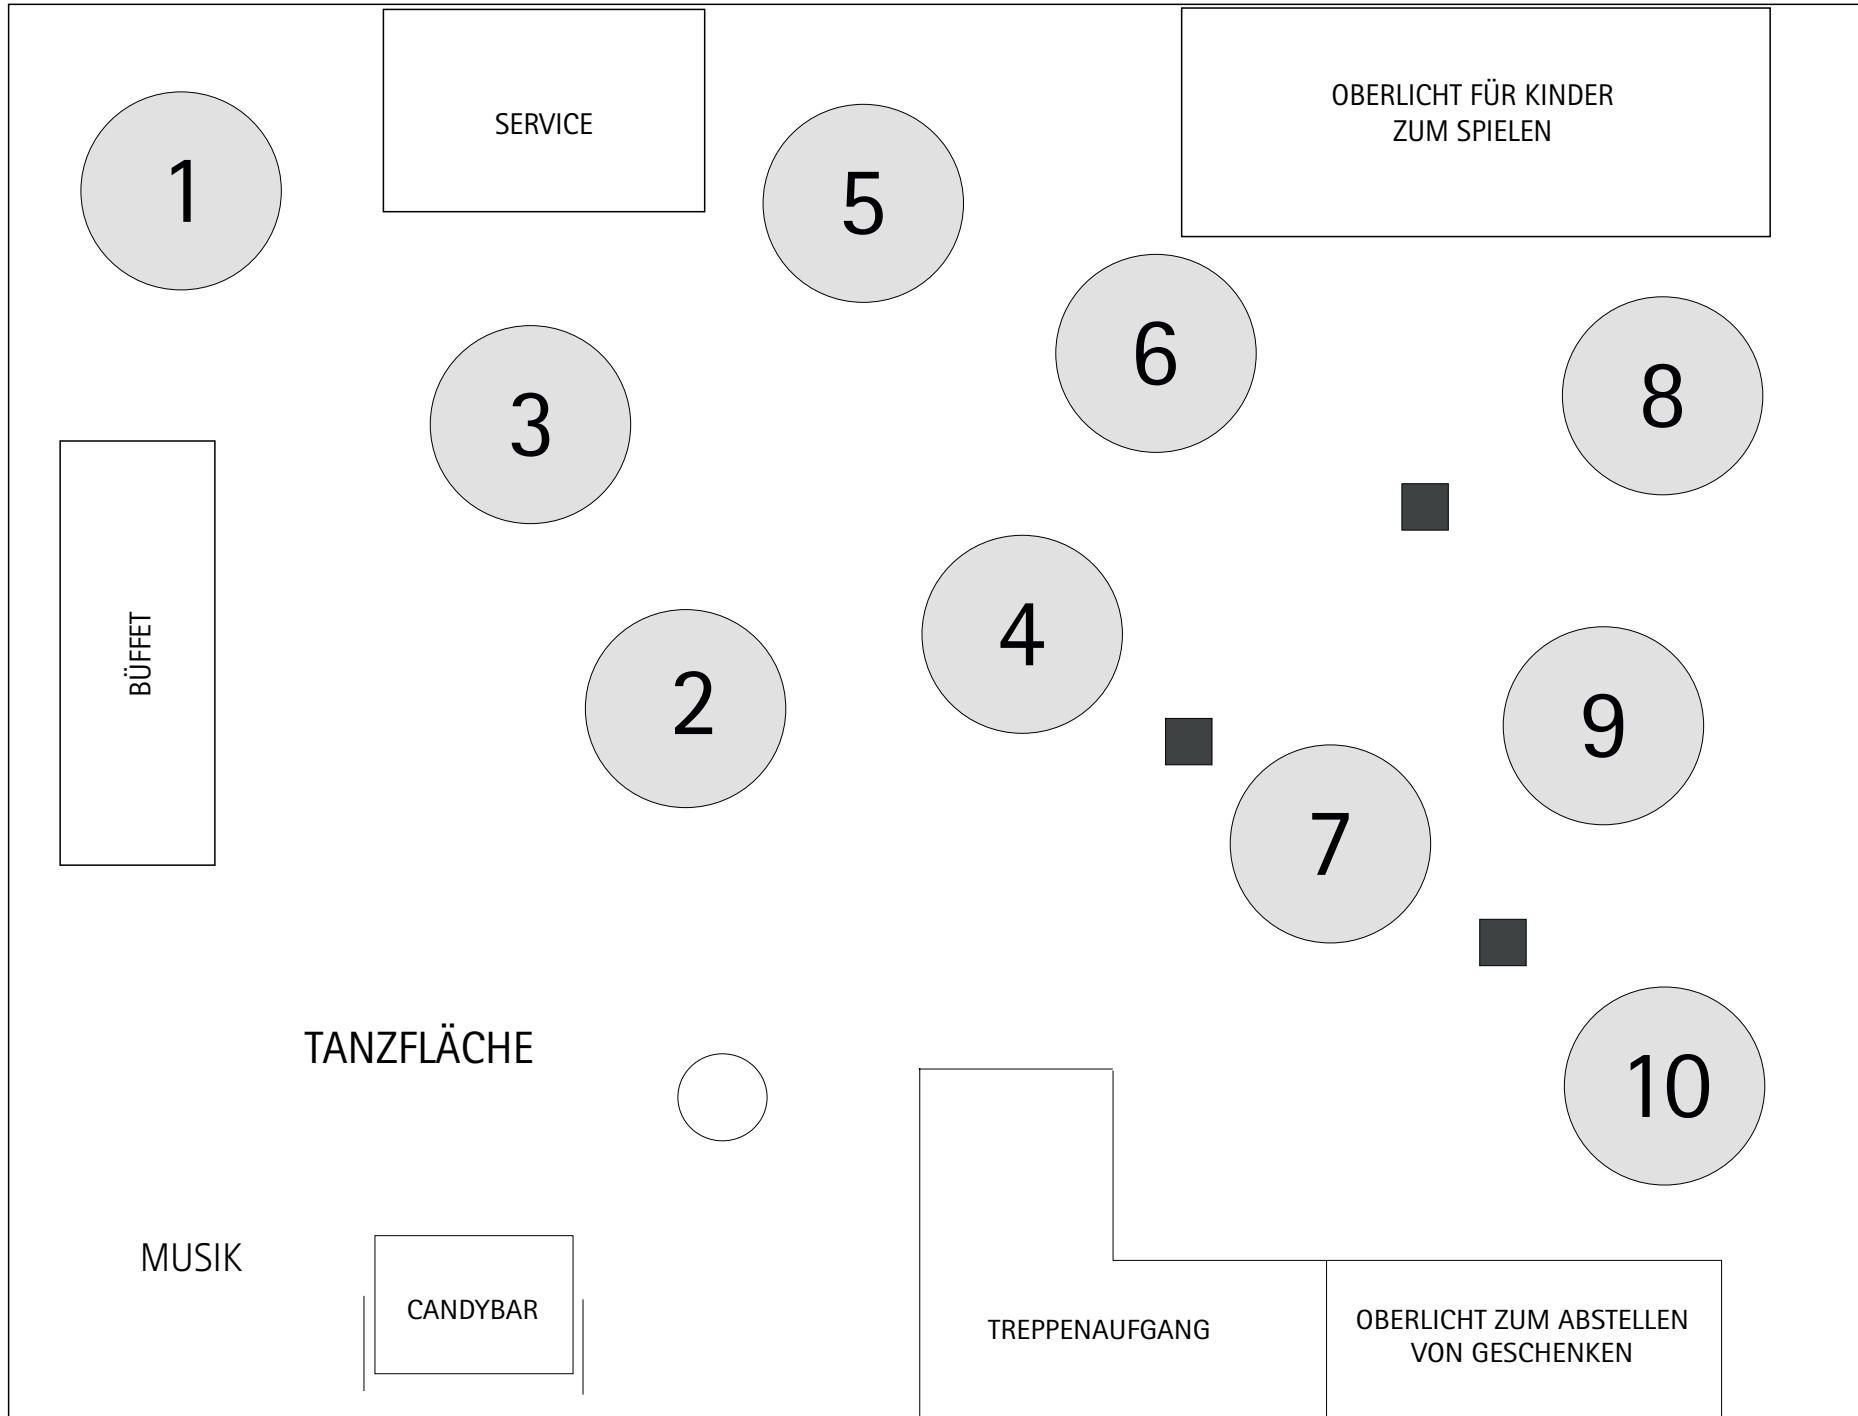 SERVICE
OBERLICHT FÜR KINDER
ZUM SPIELEN
1
5
6
8
3
BÜFFET
4
2
9
7
TANZFLÄCHE
10
MUSIK
CANDYBAR
TREPPENAUFGANG
OBERLICHT ZUM ABSTELLEN
VON GESCHENKEN